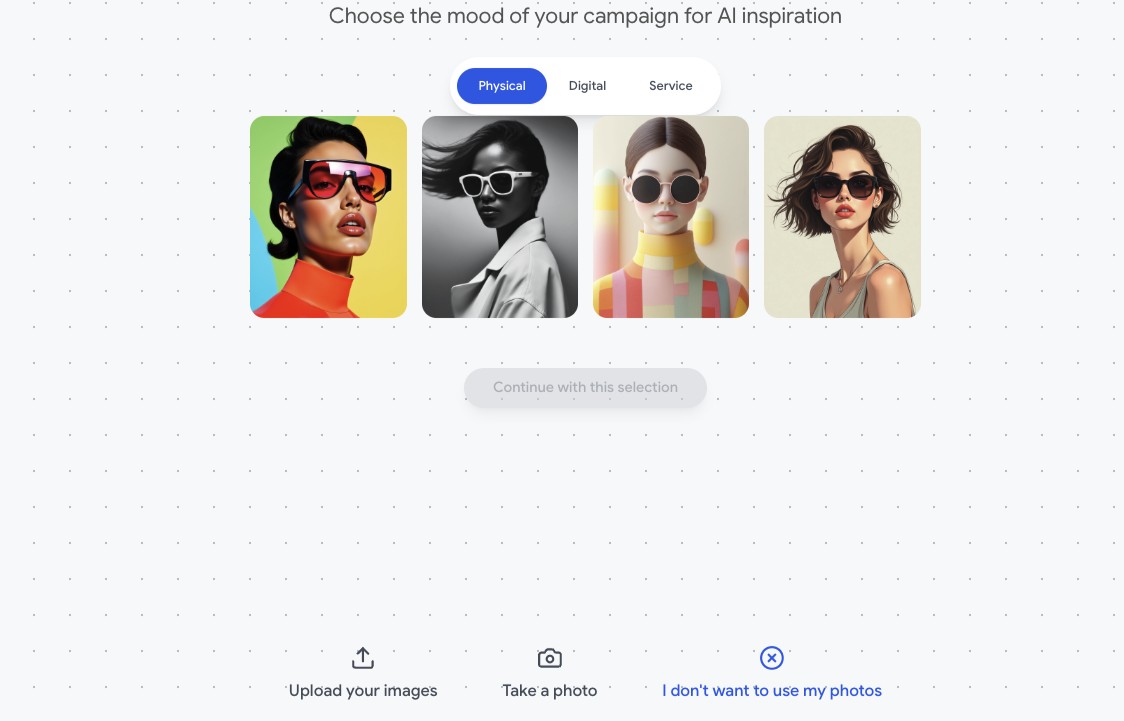 Choose the mood of your campaign for AI inspiration
Physical
Digital
Service
Continue with this selection
Upload your images
Take a photo
I don't want to use my photos